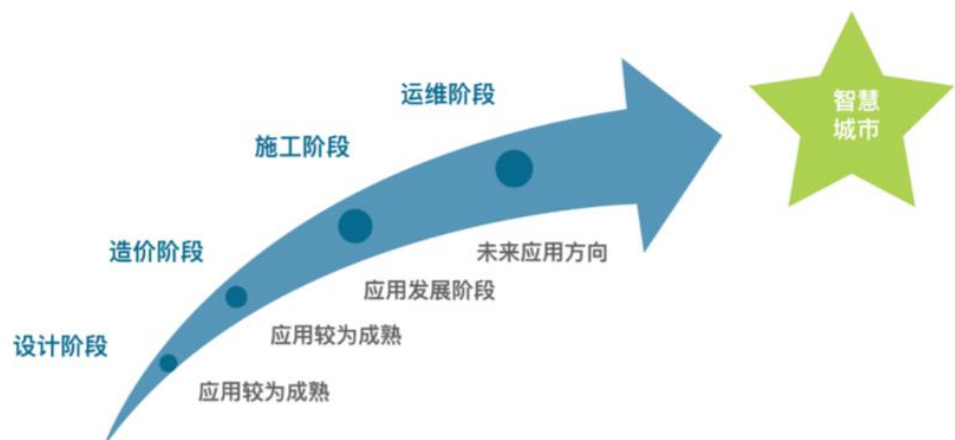 运维阶段
智慧
城市
施工阶段
造价阶段
未来应用方向
应用发展阶段
设计阶段
应用较为成熟
应用较为成熟